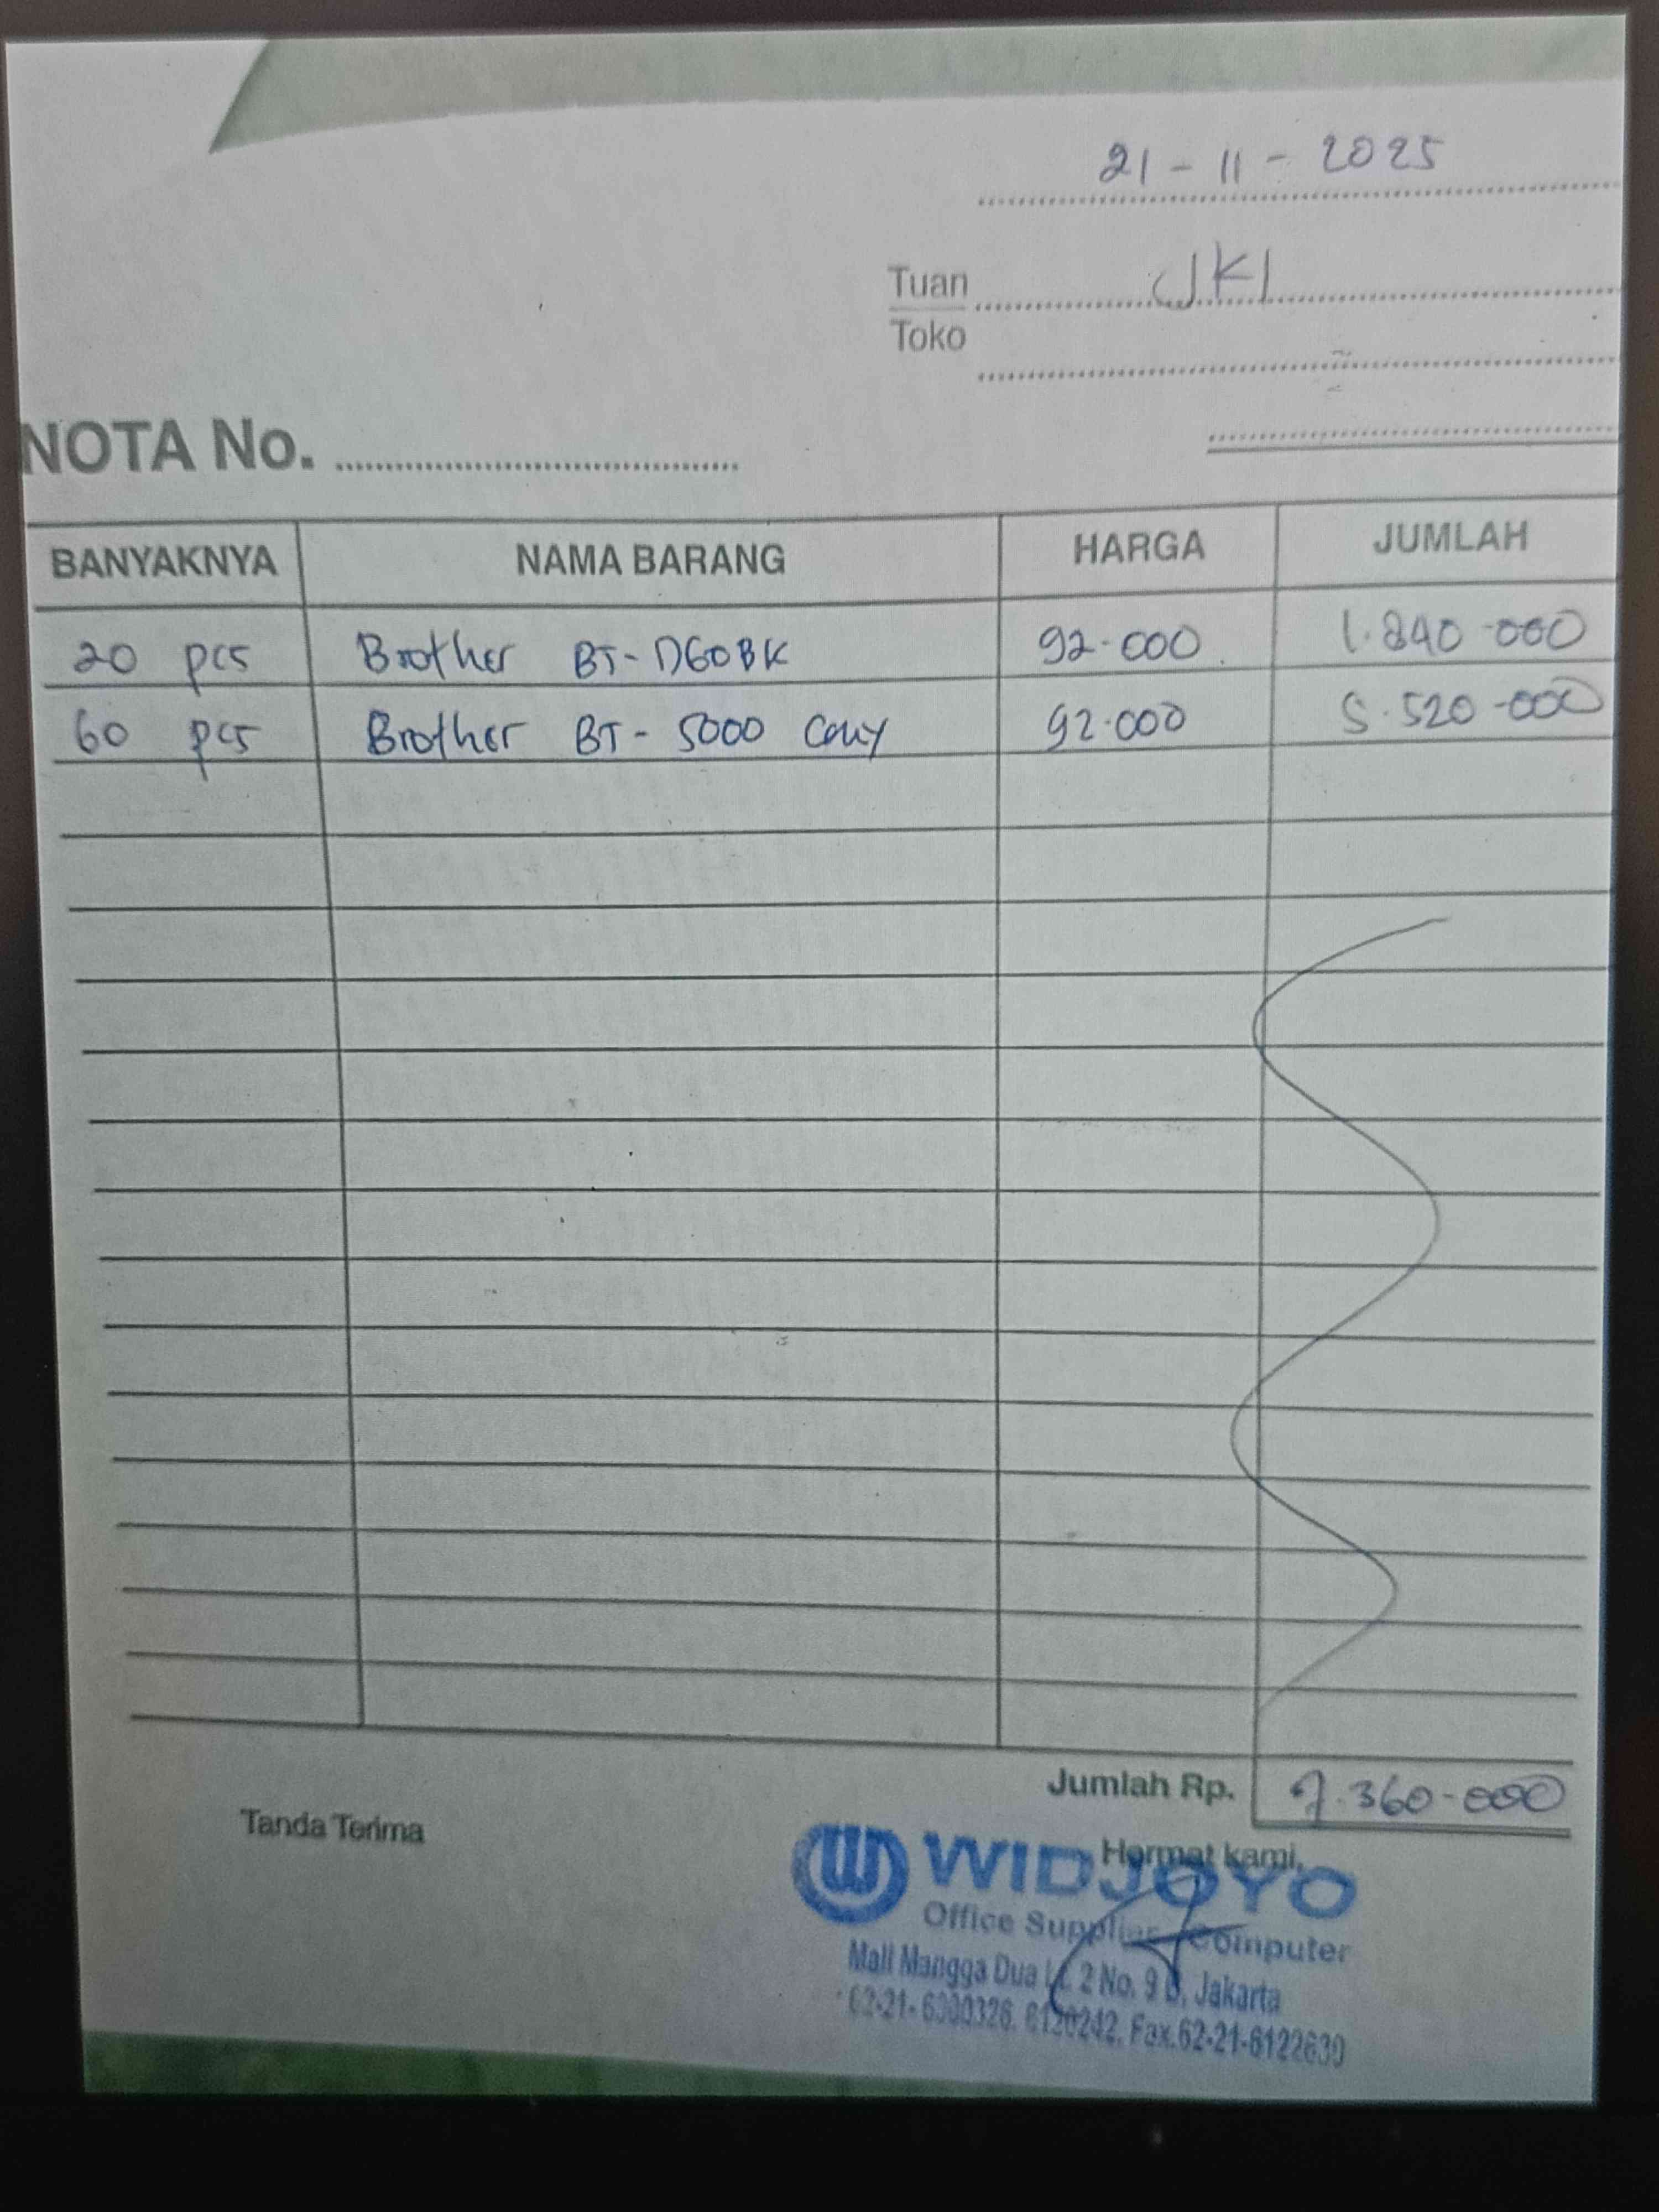 21 - 11 - 2025
Tuan JKI
Toko
NOTA No.
BANYAKNYA NAMA BARANG HARGA JUMLAH
20 pcs Brother BT-D60BK 92.000 1.840.000
60 pcs Brother BT-5000 CMY 92.000 5.520.000
Jumlah Rp. 7.360.000
Tanda Terima
Hormat kami,
WIDJOYO
Office Supplies Computer
Mall Mangga Dua Lt. 2 No. 9 Jakarta
62-21-6120242, Fax.62-21-6122630